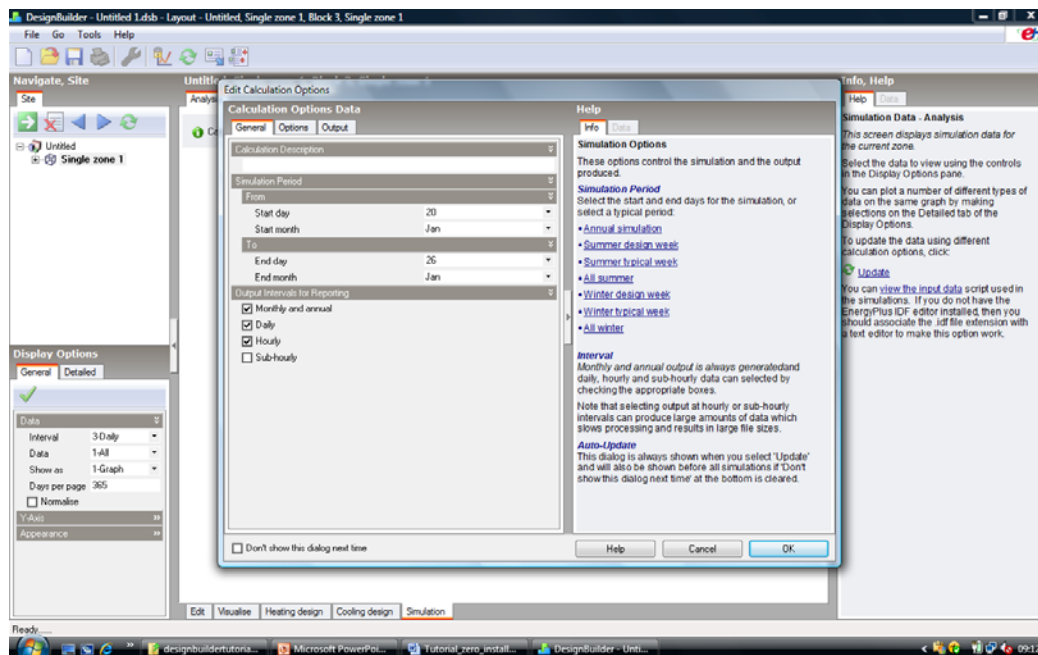 DesignBuilder - Untitled 1.dsb - Layout - Untitled, Single zone 1, Block 3, Single zone 1
File Go Tools Help
Navigate, Site
Site
Untitled
Single zone 1
Display Options
General Detailed
Data
Interval 3-Daily
Data 1-All
Show as 1-Graph
Days per page 365
Normalise
Y-Axis
Appearance
Edit Calculation Options
Calculation Options Data
General Options Output
Calculation Description
Simulation Period
From
Start day 20
Start month Jan
To
End day 26
End month Jan
Output Intervals for Reporting
Monthly and annual
Daily
Hourly
Sub-hourly
Don't show this dialog next time
Help
Info Data
Simulation Options
These options control the simulation and the output
produced.
Simulation Period
Select the start and end days for the simulation, or
select a typical period:
• Annual simulation
• Summer design week
• Summer typical week
• All summer
• Winter design week
• Winter typical week
• All winter
Interval
Monthly and annual output is always generatedand
daily, hourly and sub-hourly data can selected by
checking the appropriate boxes.
Note that selecting output at hourly or sub-hourly
intervals can produce large amounts of data which
slows processing and results in large file sizes.
Auto-Update
This dialog is always shown when you select 'Update'
and will also be shown before all simulations if 'Don't
show this dialog next time' at the bottom is cleared.
Help Cancel OK
Info, Help
Help Data
Simulation Data - Analysis
This screen displays simulation data for
the current zone.
Select the data to view using the controls
in the Display Options pane.
You can plot a number of different types of
data on the same graph by making
selections on the Detailed tab of the
Display Options.
To update the data using different
calculation options, click:
Update
You can view the input data script used in
the simulations. If you do not have the
EnergyPlus IDF editor installed, then you
should associate the .idf file extension with
a text editor to make this option work.
Edit Visualise Heating design Cooling design Simulation
Ready.....
designbuildertutoria... Microsoft PowerPoi... Tutorial_zero_install... DesignBuilder - Unti...